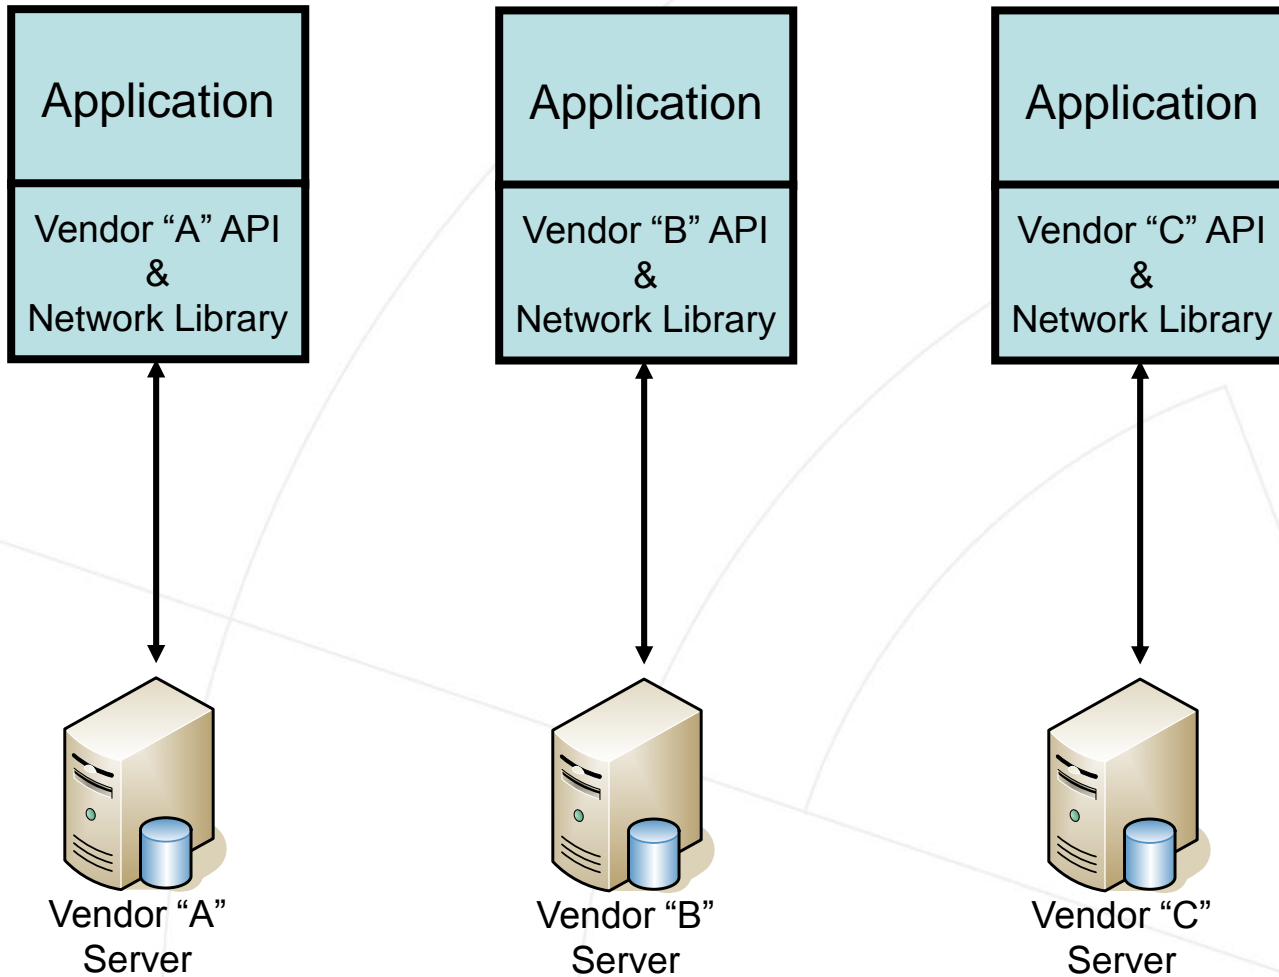 Application
Vendor “A” API
&
Network Library
Application
Vendor “B” API
&
Network Library
Application
Vendor “C” API
&
Network Library
Vendor “A”
Server
Vendor “B”
Server
Vendor “C”
Server